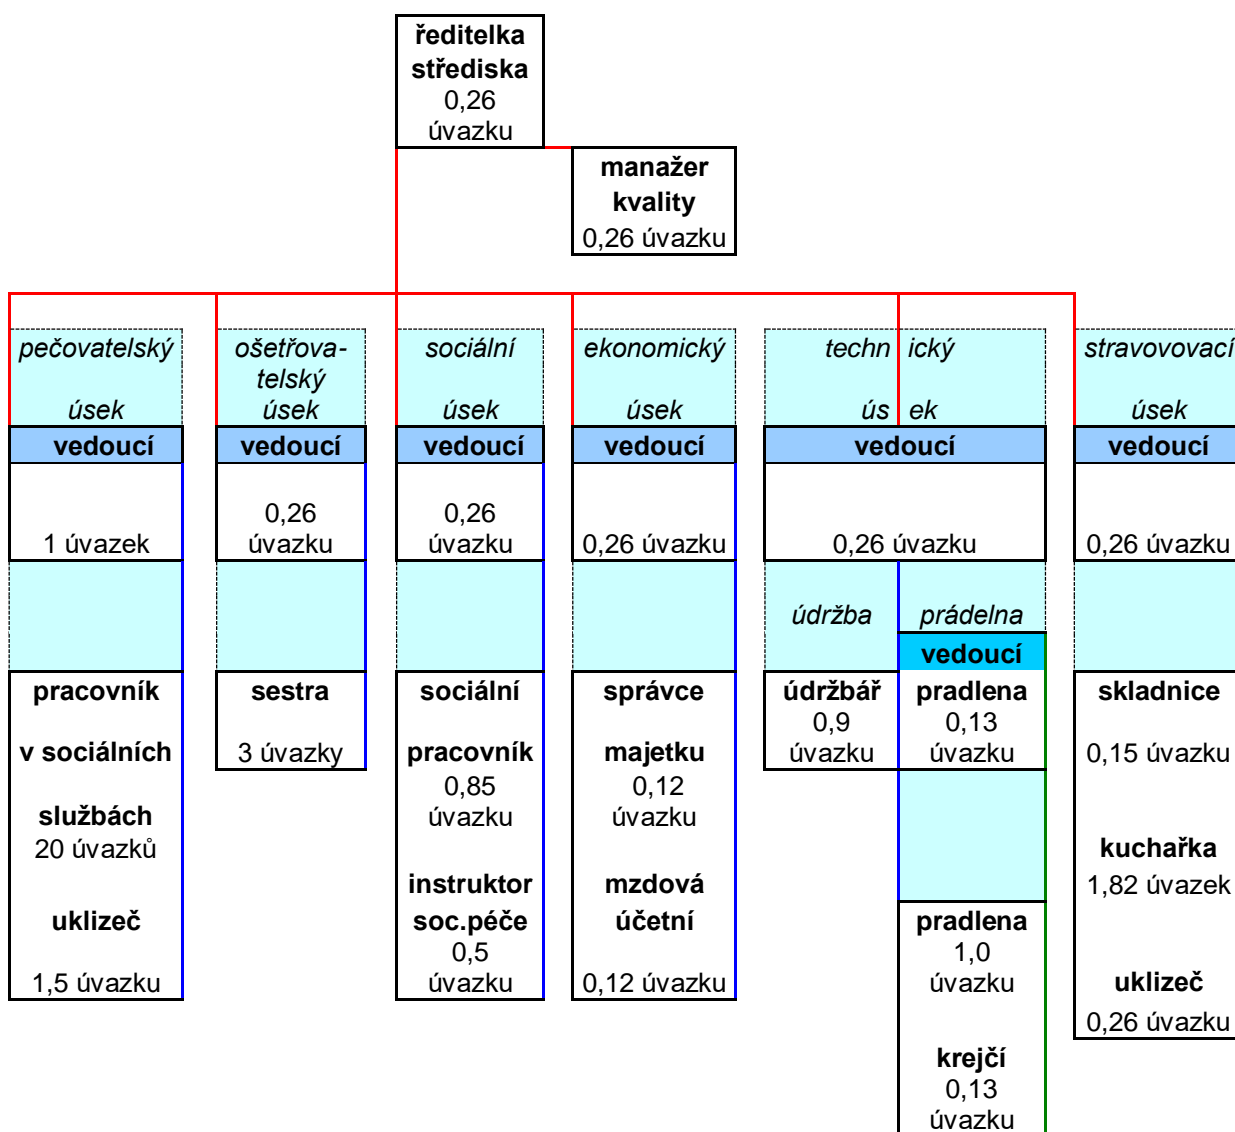 ředitelka
střediska
0,26
úvazku
manažer
kvality
0,26 úvazku
pečovatelský
úsek
vedoucí
1 úvazek
pracovník
v sociálních
službách
20 úvazků
uklizeč
1,5 úvazku
ošetřova-
telský
úsek
vedoucí
0,26
úvazku
sestra
3 úvazky
sociální
úsek
vedoucí
0,26
úvazku
sociální
pracovník
0,85
úvazku
instruktor
soc.péče
0,5
úvazku
ekonomický
úsek
vedoucí
0,26 úvazku
správce
majetku
0,12
úvazku
mzdová
účetní
0,12 úvazku
techn ický
ús ek
vedoucí
0,26 úvazku
údržba
údržbář
0,9
úvazku
prádelna
vedoucí
pradlena
0,13
úvazku
pradlena
1,0
úvazku
krejčí
0,13
úvazku
stravovovací
úsek
vedoucí
0,26 úvazku
skladnice
0,15 úvazku
kuchařka
1,82 úvazek
uklizeč
0,26 úvazku